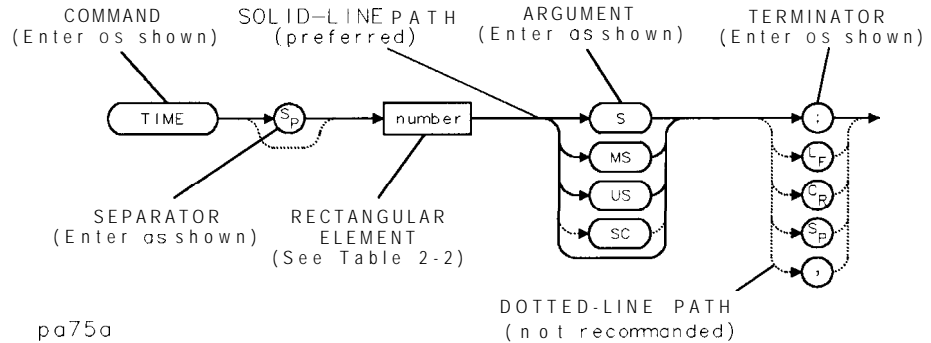 COMMAND
(Enter os shown)
SOLID-LINE PATH
(preferred)
ARGUMENT
(Enter as shown)
TERMINATOR
(Enter os shown)
TIME
SP
number
S
;
MS
LF
US
CR
SC
SP
,
SEPARATOR
(Enter as shown)
RECTANGULAR
ELEMENT
(See Table 2-2)
DOTTED-LINE PATH
(not recommanded)
pa75a